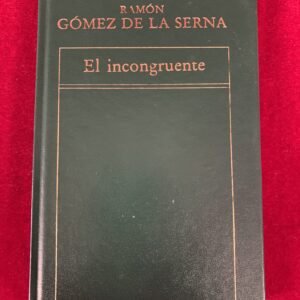 RAMÓN
GÓMEZ DE LA SERNA
El incongruente